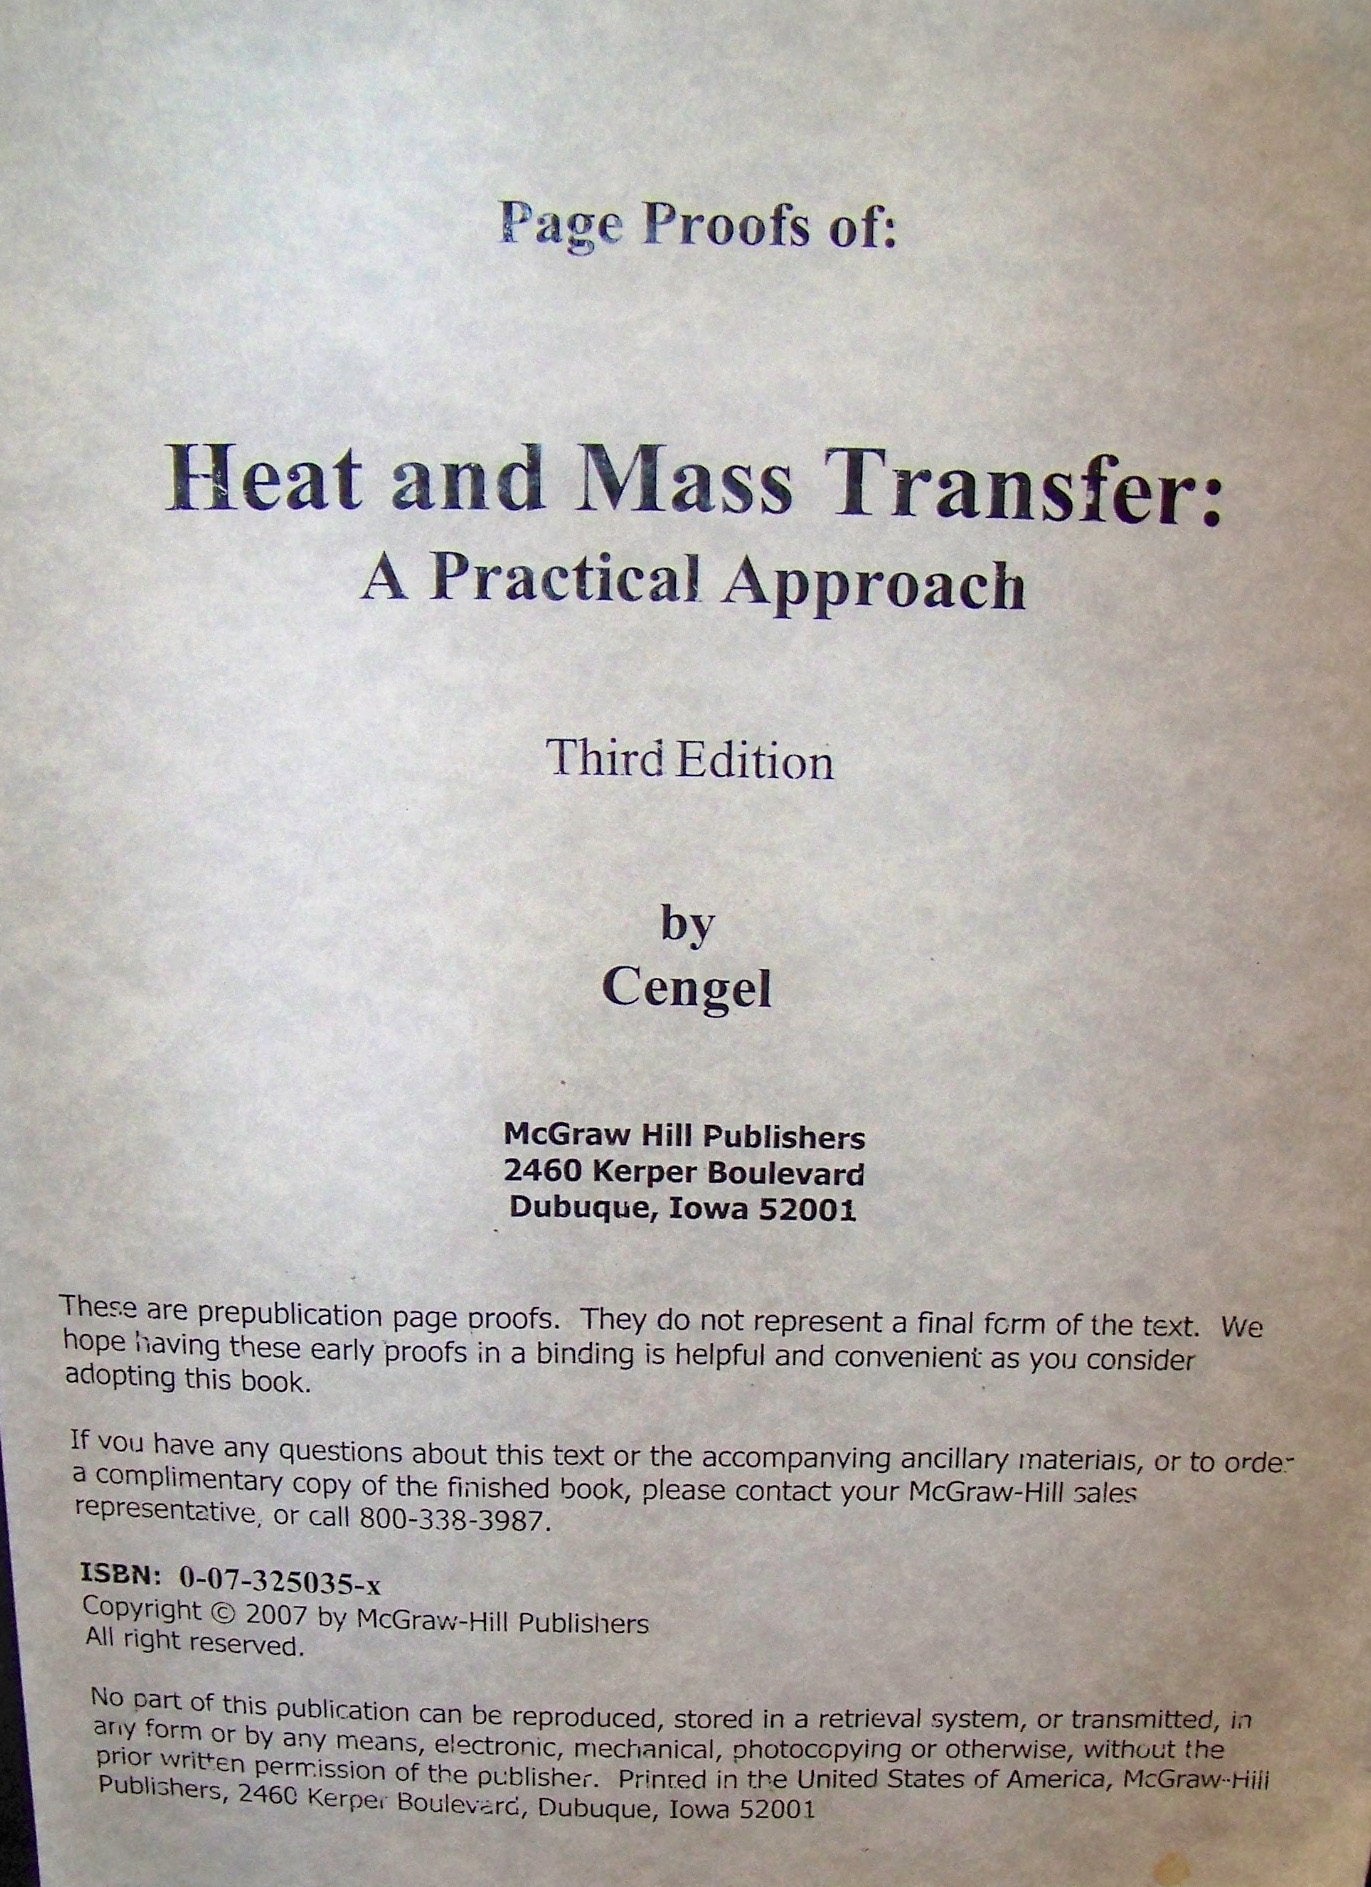 Page Proofs of:
Heat and Mass Transfer:
A Practical Approach
Third Edition
by
Cengel
McGraw Hill Publishers
2460 Kerper Boulevard
Dubuque, Iowa 52001
These are prepublication page proofs. They do not represent a final form of the text. We
hope having these early proofs in a binding is helpful and convenient as you consider
adopting this book.
If you have any questions about this text or the accompanying ancillary materials, or to order
a complimentary copy of the finished book, please contact your McGraw-Hill sales
representative, or call 800-338-3987.
ISBN: 0-07-325035-x
Copyright © 2007 by McGraw-Hill Publishers
All right reserved.
No part of this publication can be reproduced, stored in a retrieval system, or transmitted, in
any form or by any means, electronic, mechanical, photocopying or otherwise, without the
prior written permission of the publisher. Printed in the United States of America, McGraw-Hill
Publishers, 2460 Kerper Boulevard, Dubuque, Iowa 52001